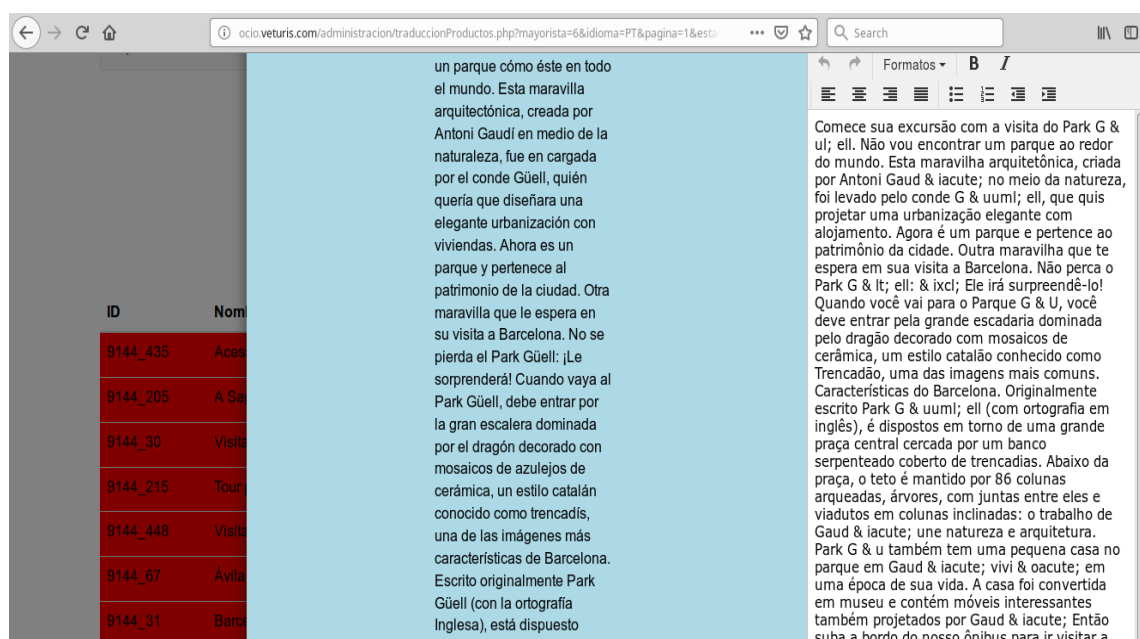 ocio.veturis.com/administracion/traduccionProductos.php?mayorista=6&idioma=PT&pagina=1&esta
Search
ID
Nom
9144_435
Aces
9144_205
A Sa
9144_30
Visita
9144_215
Tour
9144_448
Visita
9144_67
Ávila
9144_31
Barce
un parque cómo éste en todo
el mundo. Esta maravilla
arquitectónica, creada por
Antoni Gaudí en medio de la
naturaleza, fue en cargada
por el conde Güell, quién
quería que diseñara una
elegante urbanización con
viviendas. Ahora es un
parque y pertenece al
patrimonio de la ciudad. Otra
maravilla que le espera en
su visita a Barcelona. No se
pierda el Park Güell: ¡Le
sorprenderá! Cuando vaya al
Park Güell, debe entrar por
la gran escalera dominada
por el dragón decorado con
mosaicos de azulejos de
cerámica, un estilo catalán
conocido como trencadís,
una de las imágenes más
características de Barcelona.
Escrito originalmente Park
Güell (con la ortografía
Inglesa), está dispuesto
Formatos B I
Comece sua excursão com a visita do Park G &
ul; ell. Não vou encontrar um parque ao redor
do mundo. Esta maravilha arquitetônica, criada
por Antoni Gaud & iacute; no meio da natureza,
foi levado pelo conde G & uuml; ell, que quis
projetar uma urbanização elegante com
alojamento. Agora é um parque e pertence ao
patrimônio da cidade. Outra maravilha que te
espera em sua visita a Barcelona. Não perca o
Park G & lt; ell: & ixcl; Ele irá surpreendê-lo!
Quando você vai para o Parque G & U, você
deve entrar pela grande escadaria dominada
pelo dragão decorado com mosaicos de
cerâmica, um estilo catalão conhecido como
Trencadão, uma das imagens mais comuns.
Características do Barcelona. Originalmente
escrito Park G & uuml; ell (com ortografia em
inglês), é dispostos em torno de uma grande
praça central cercada por um banco
serpenteado coberto de trencadias. Abaixo da
praça, o teto é mantido por 86 colunas
arqueadas, árvores, com juntas entre eles e
viadutos em colunas inclinadas: o trabalho de
Gaud & iacute; une natureza e arquitetura.
Park G & u também tem uma pequena casa no
parque em Gaud & iacute; vivi & oacute; em
uma época de sua vida. A casa foi convertida
em museu e contém móveis interessantes
também projetados por Gaud & iacute; Então
suba a bordo do nosso ônibus para ir visitar a